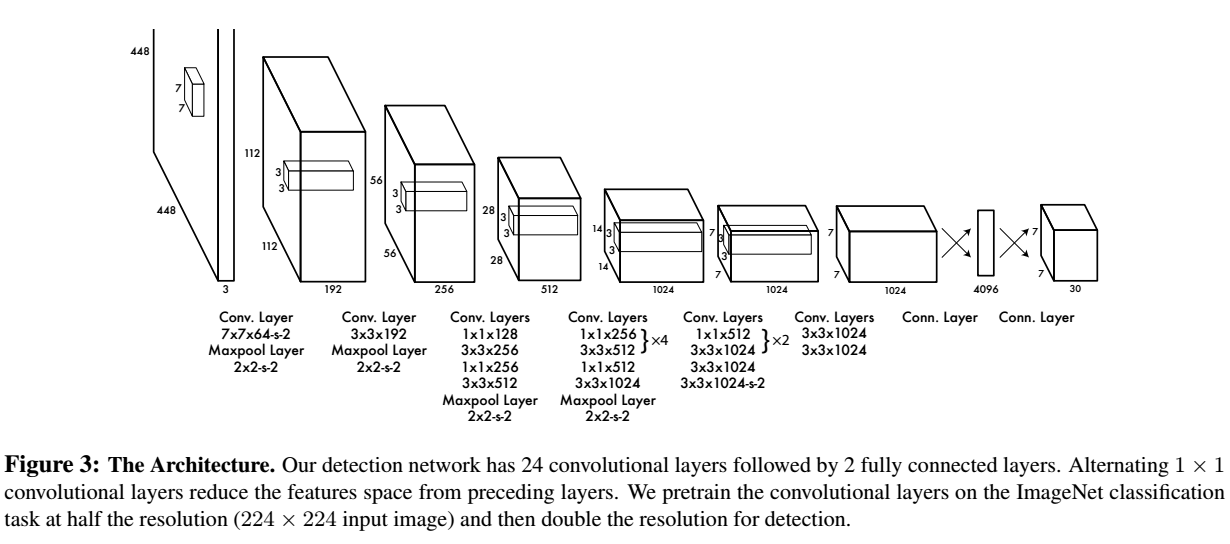 448
7
7
448
112
3
3
112
56
3
3
56
28
3
3
28
14
3
3
14
7
3
3
7
7
7
7
7
3
192
256
512
1024
1024
1024
4096
30
Conv. Layer
7x7x64-s-2
Maxpool Layer
2x2-s-2
Conv. Layer
3x3x192
Maxpool Layer
2x2-s-2
Conv. Layers
1x1x128
3x3x256
1x1x256
3x3x512
Maxpool Layer
2x2-s-2
Conv. Layers
1x1x256
3x3x512
}×4
1x1x512
3x3x1024
Maxpool Layer
2x2-s-2
Conv. Layers
1x1x512
3x3x1024
}×2
3x3x1024
3x3x1024-s-2
Conv. Layers
3x3x1024
3x3x1024
Conn. Layer
Conn. Layer
Figure 3: The Architecture. Our detection network has 24 convolutional layers followed by 2 fully connected layers. Alternating 1 × 1
convolutional layers reduce the features space from preceding layers. We pretrain the convolutional layers on the ImageNet classification
task at half the resolution (224 × 224 input image) and then double the resolution for detection.